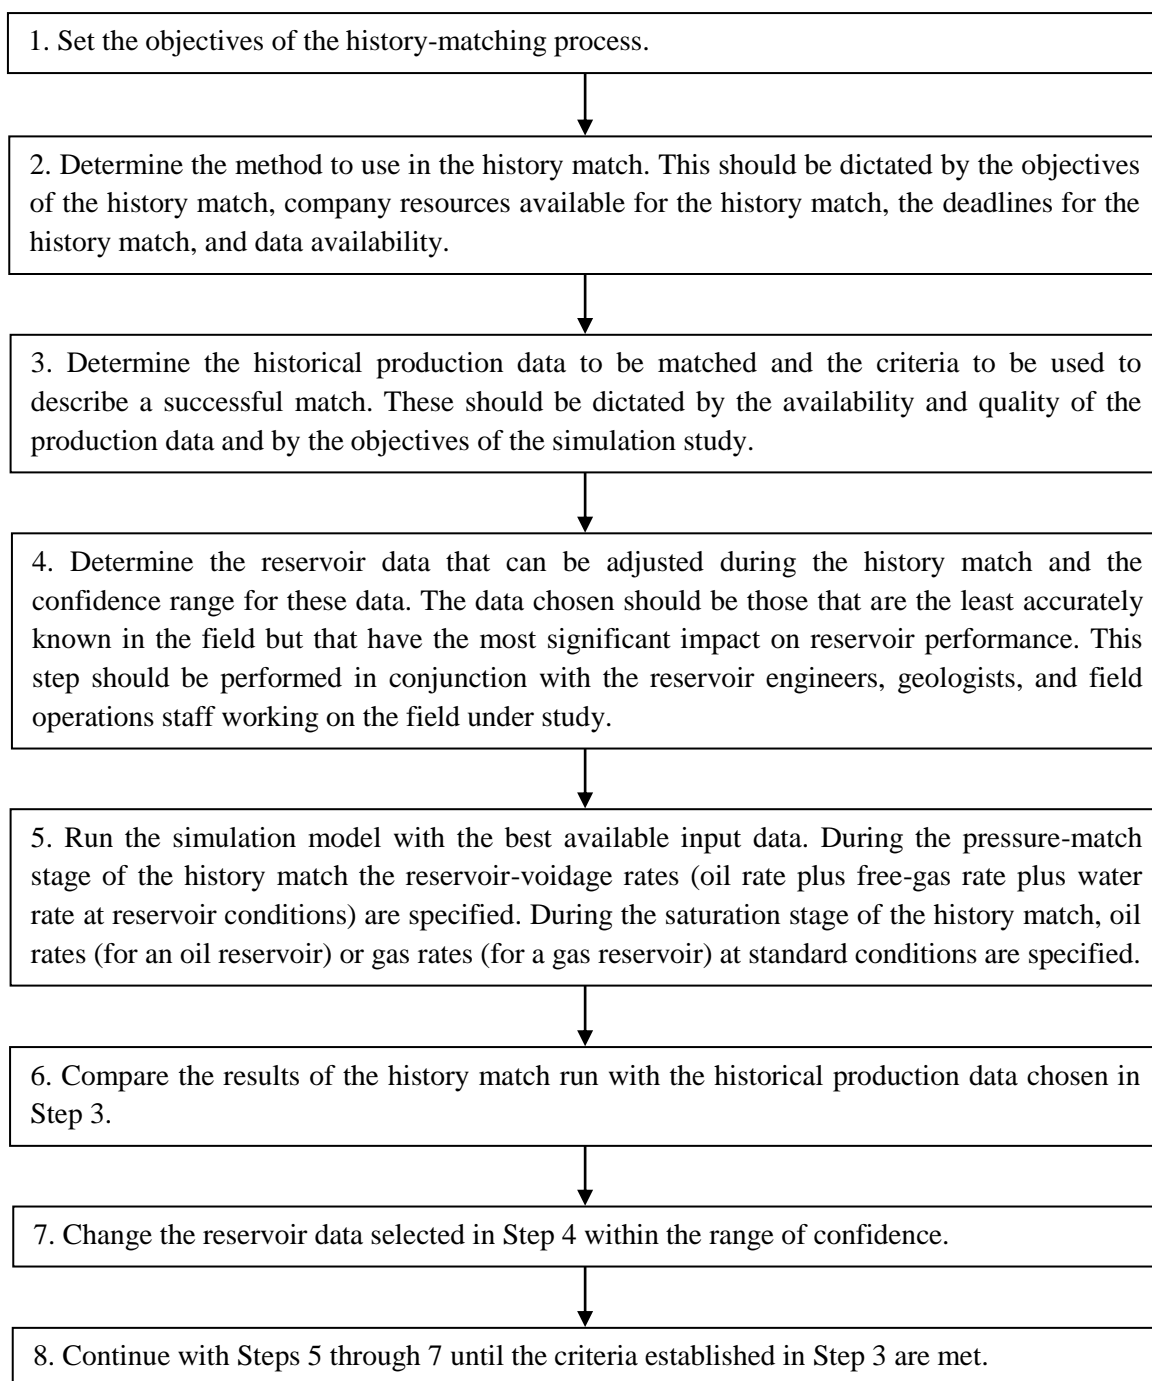 1. Set the objectives of the history-matching process.
2. Determine the method to use in the history match. This should be dictated by the objectives
of the history match, company resources available for the history match, the deadlines for the
history match, and data availability.
3. Determine the historical production data to be matched and the criteria to be used to
describe a successful match. These should be dictated by the availability and quality of the
production data and by the objectives of the simulation study.
4. Determine the reservoir data that can be adjusted during the history match and the
confidence range for these data. The data chosen should be those that are the least accurately
known in the field but that have the most significant impact on reservoir performance. This
step should be performed in conjunction with the reservoir engineers, geologists, and field
operations staff working on the field under study.
5. Run the simulation model with the best available input data. During the pressure-match
stage of the history match the reservoir-voidage rates (oil rate plus free-gas rate plus water
rate at reservoir conditions) are specified. During the saturation stage of the history match, oil
rates (for an oil reservoir) or gas rates (for a gas reservoir) at standard conditions are specified.
6. Compare the results of the history match run with the historical production data chosen in
Step 3.
7. Change the reservoir data selected in Step 4 within the range of confidence.
8. Continue with Steps 5 through 7 until the criteria established in Step 3 are met.